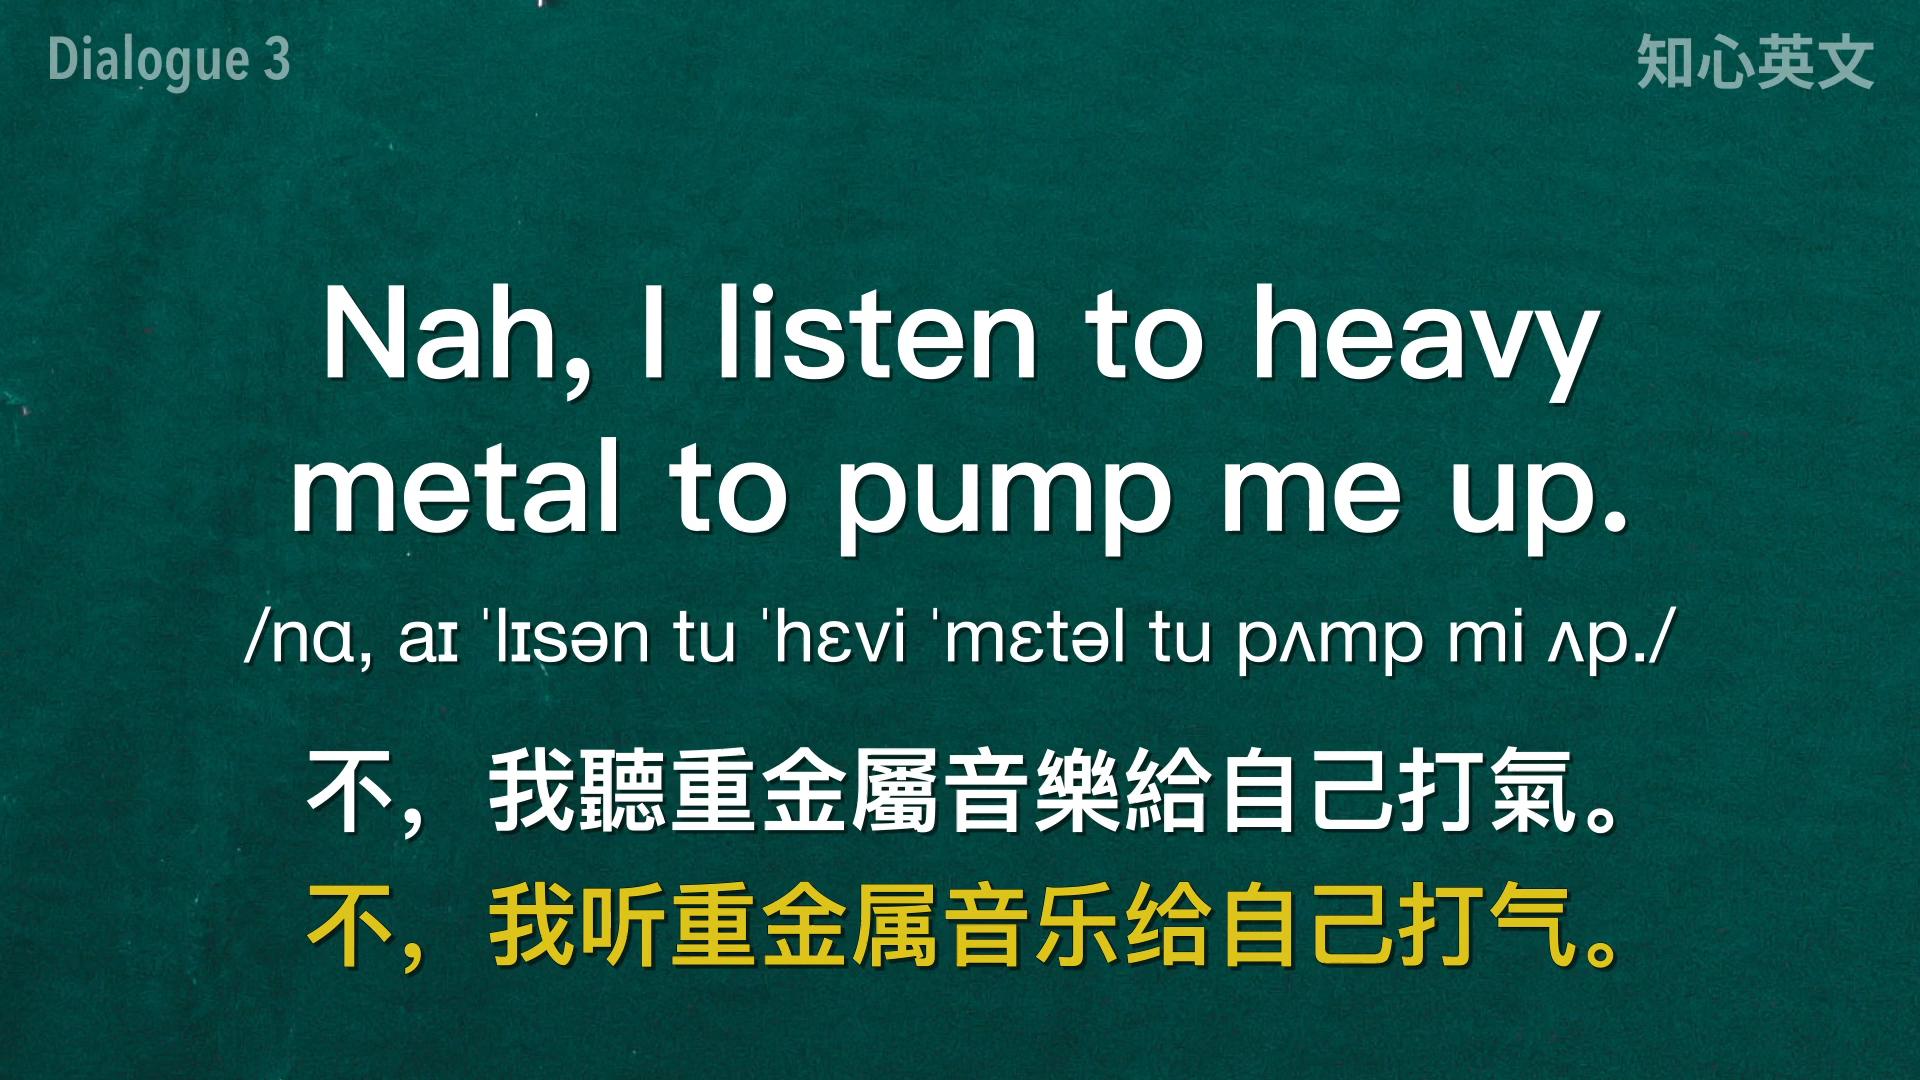 Dialogue 3
知心英文
Nah, I listen to heavy
metal to pump me up.
/nɑ, aɪ ˈlɪsən tu ˈhɛvi ˈmɛtəl tu pʌmp mi ʌp./
不，我聽重金屬音樂給自己打氣。
不，我听重金属音乐给自己打气。